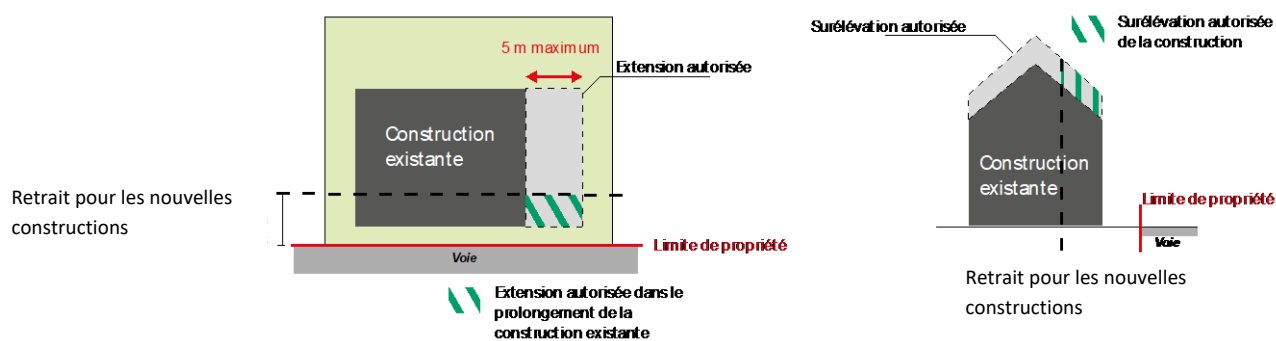 5 m maximum
Extension autorisée
Construction
existante
Retrait pour les nouvelles
constructions
Limite de propriété
Voie
Extension autorisée dans le
prolongement de la
construction existante
Surélévation autorisée
Surélévation autorisée
de la construction
Construction
existante
Limite de propriété
Voie
Retrait pour les nouvelles
constructions